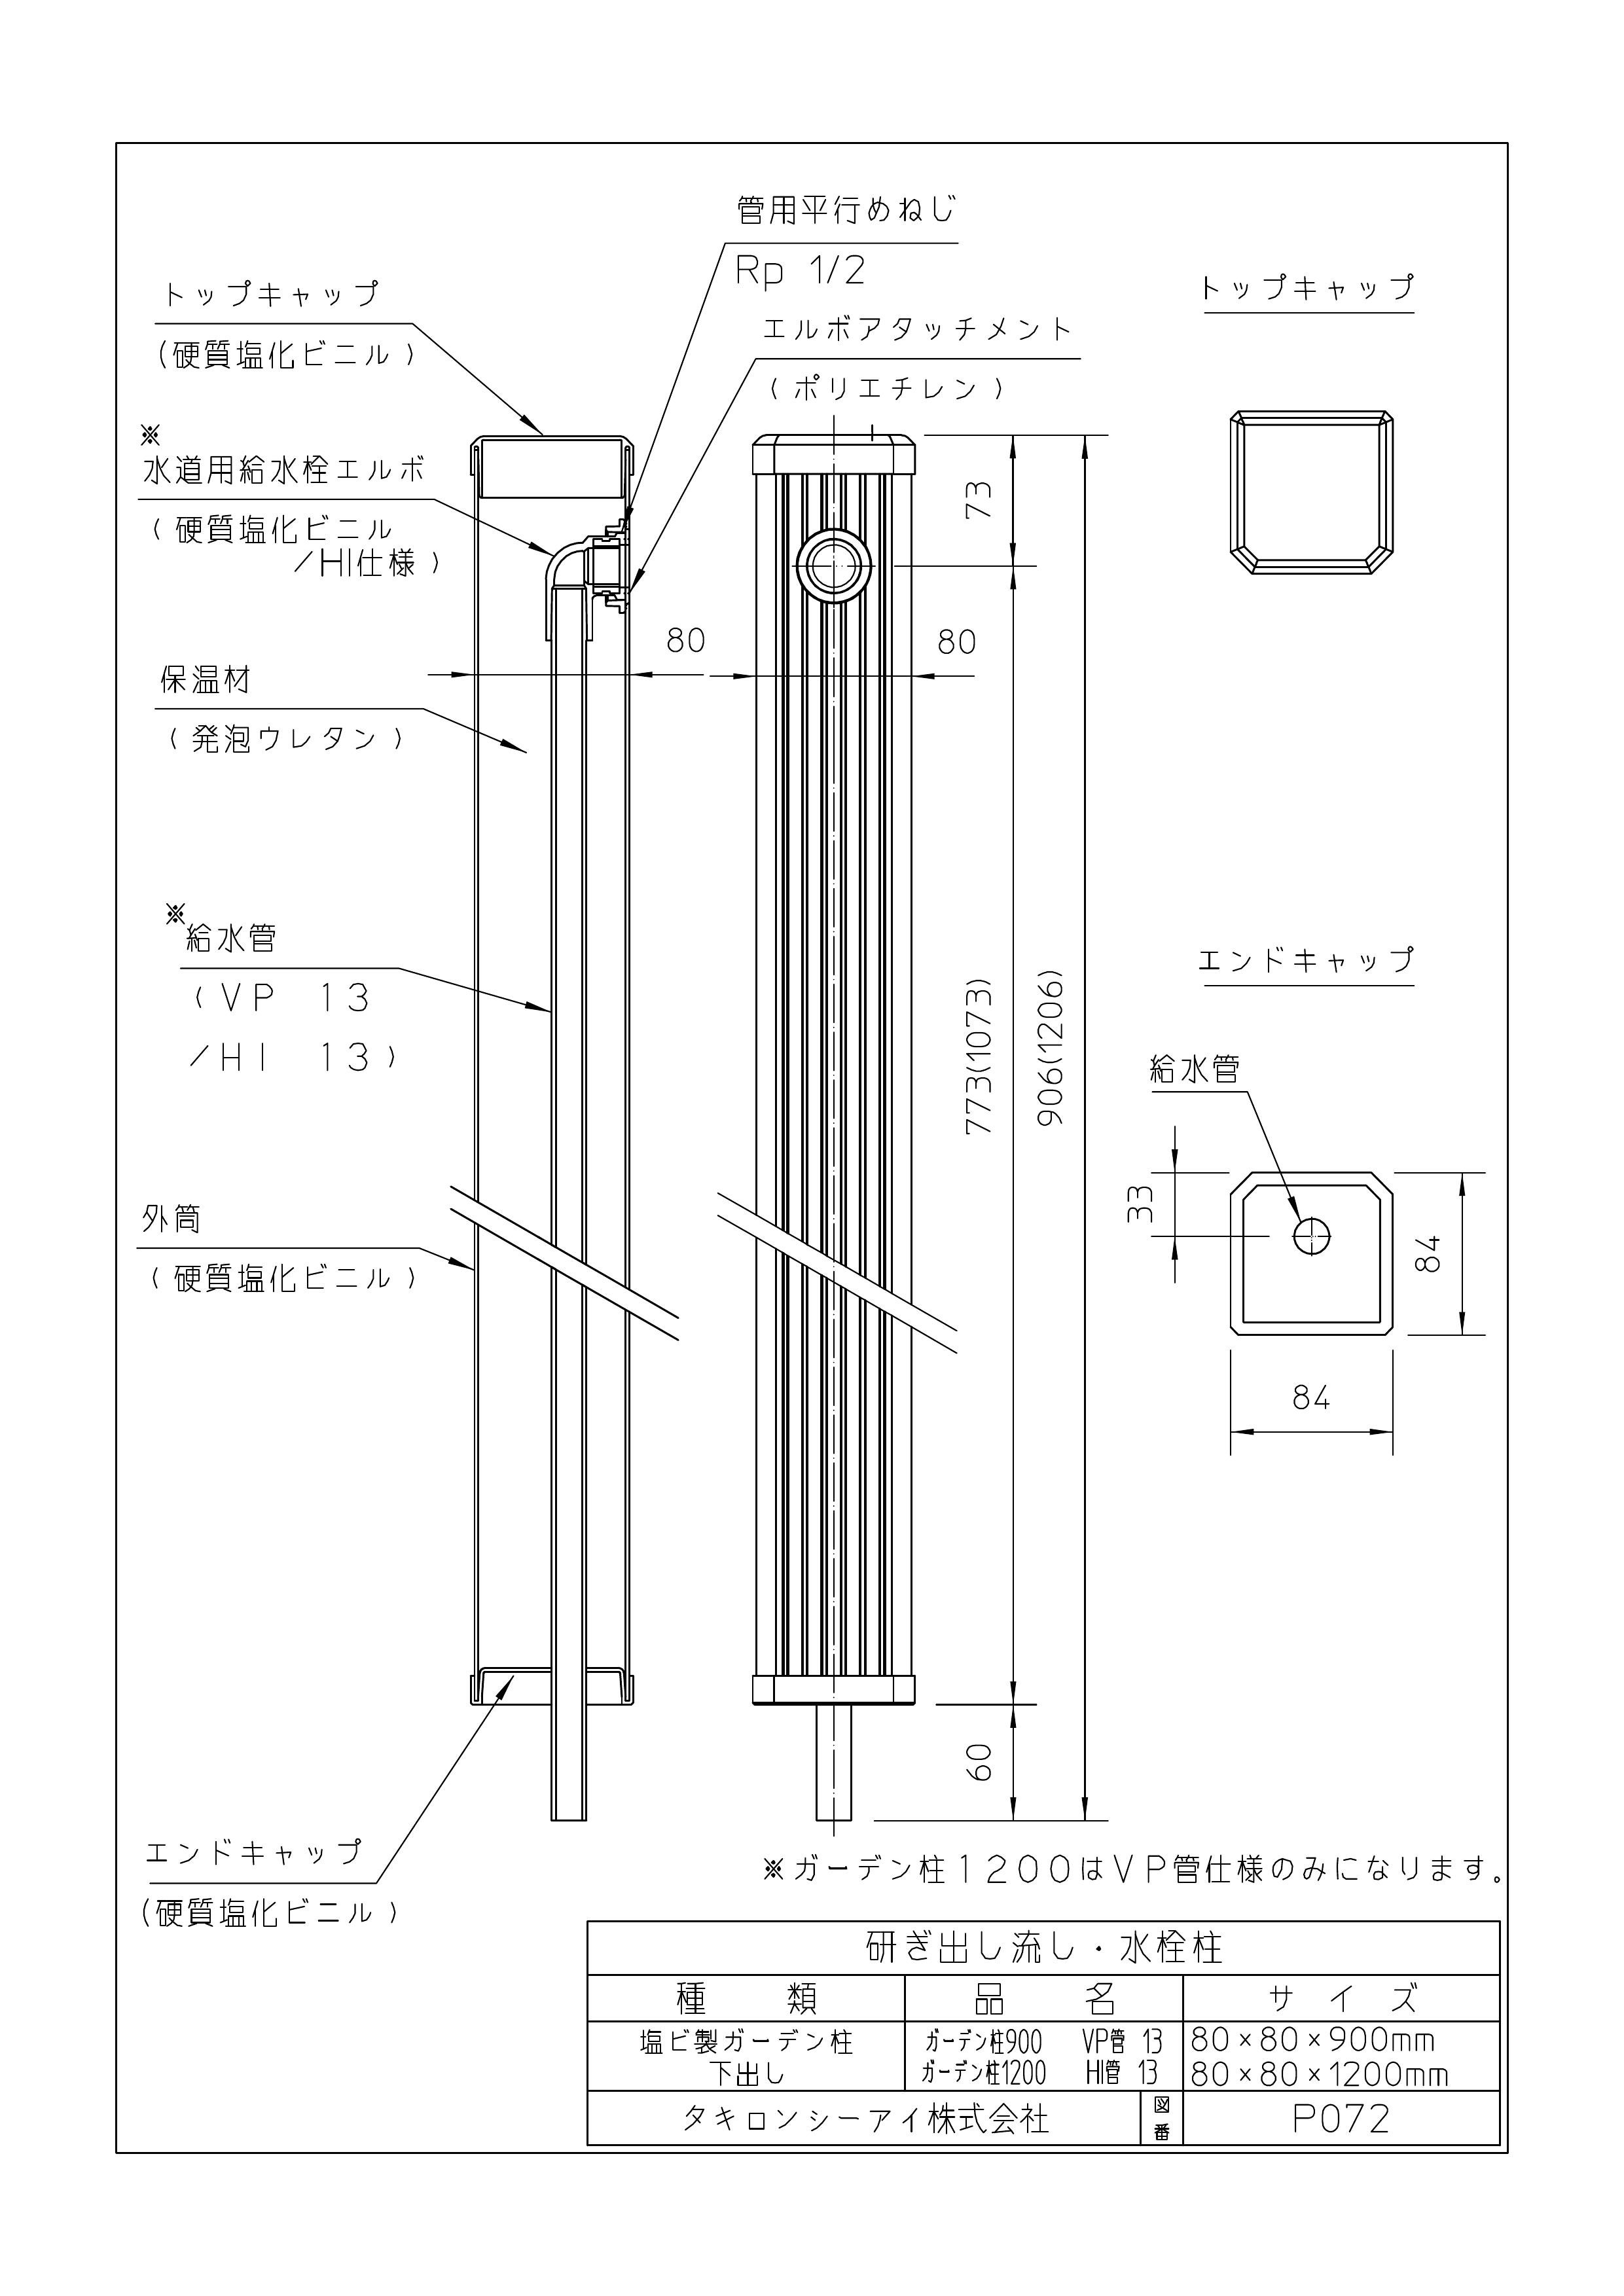 管用平行めねじ
Rp 1/2
トップキャップ
(硬質塩化ビニル)
エルボアタッチメント
(ポリエチレン)
トップキャップ
※
水道用給水栓エルボ
(硬質塩化ビニル
/HI仕様)
73
80
80
保温材
(発泡ウレタン)
※
給水管
(VP 13
/HI 13)
773(1073)
906(1206)
エンドキャップ
給水管
33
84
84
外筒
(硬質塩化ビニル)
60
エンドキャップ
(硬質塩化ビニル)
※ガーデン柱1200はVP管仕様のみになります。
研ぎ出し流し・水栓柱
種 類 品 名 サ イ ズ
塩ビ製ガーデン柱 ガーデン柱900 VP管 13 80×80×900mm
下出し ガーデン柱1200 HI管 13 80×80×1200mm
タキロンシーアイ株式会社 図番 P072